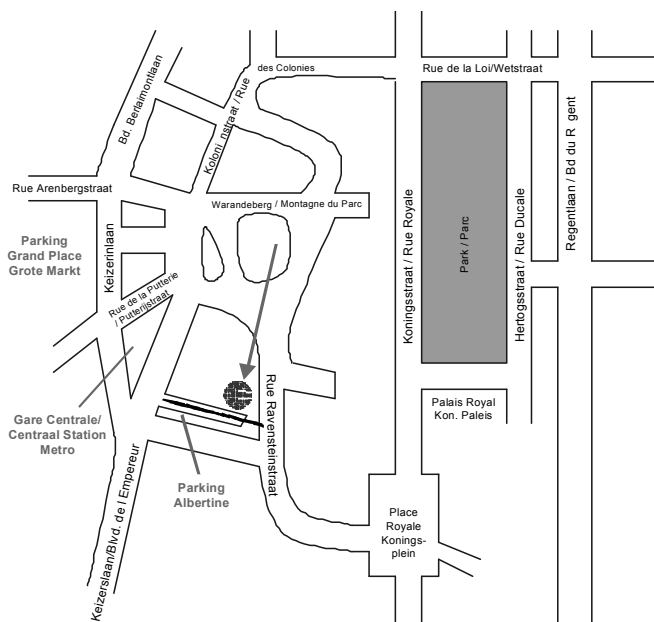 des Colonies
Rue de la Loi/Wetstraat
Bd. Berlaimontlaan
Koloni nstraat / Rue
Rue Arenbergstraat
Warandeberg / Montagne du Parc
Parking
Grand Place
Grote Markt
Keizerinlaan
Koningsstraat / Rue Royale
Park / Parc
Hertogsstraat / Rue Ducale
Regentlaan / Bd du R gent
Rue de la Putterie
/ Putterijstraat
Gare Centrale/
Centraal Station
Metro
Rue Ravensteinstraat
Palais Royal
Kon. Paleis
Parking
Albertine
Keizerslaan/Blvd. de l Empereur
Place
Royale
Konings-
plein